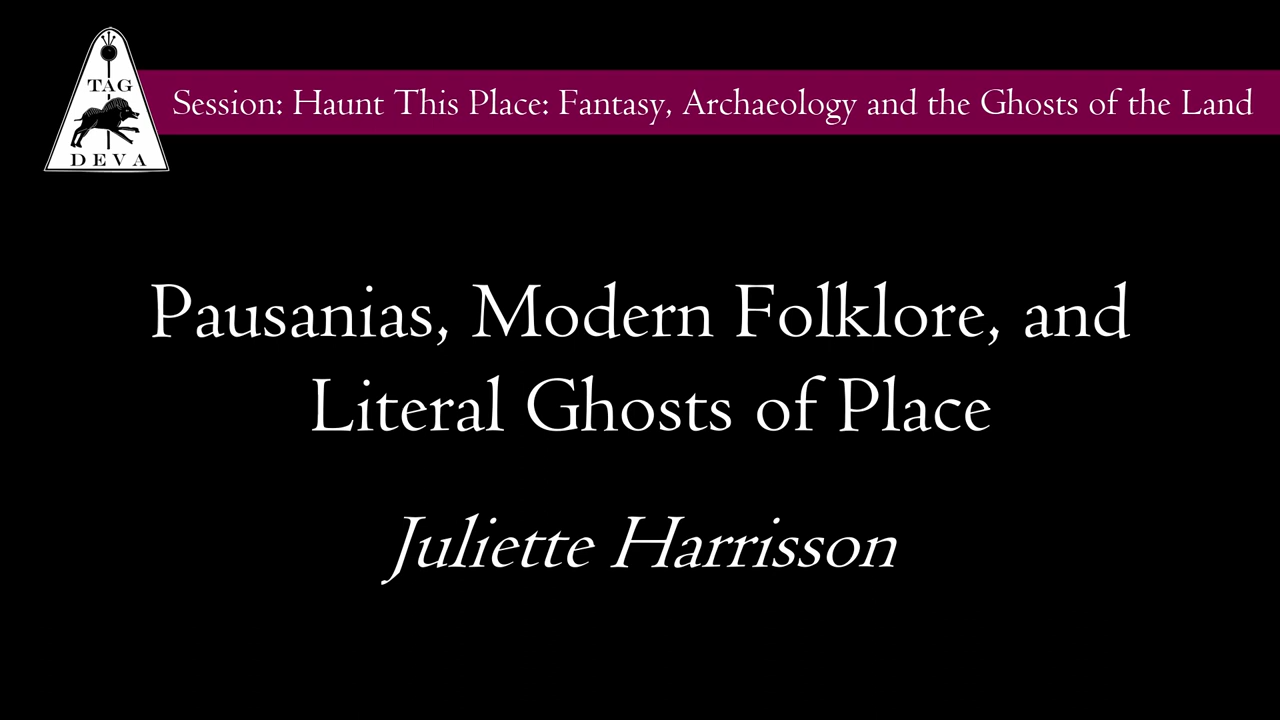 TAG
DEVA
Session: Haunt This Place: Fantasy, Archaeology and the Ghosts of the Land
Pausanias, Modern Folklore, and
Literal Ghosts of Place
Juliette Harrisson